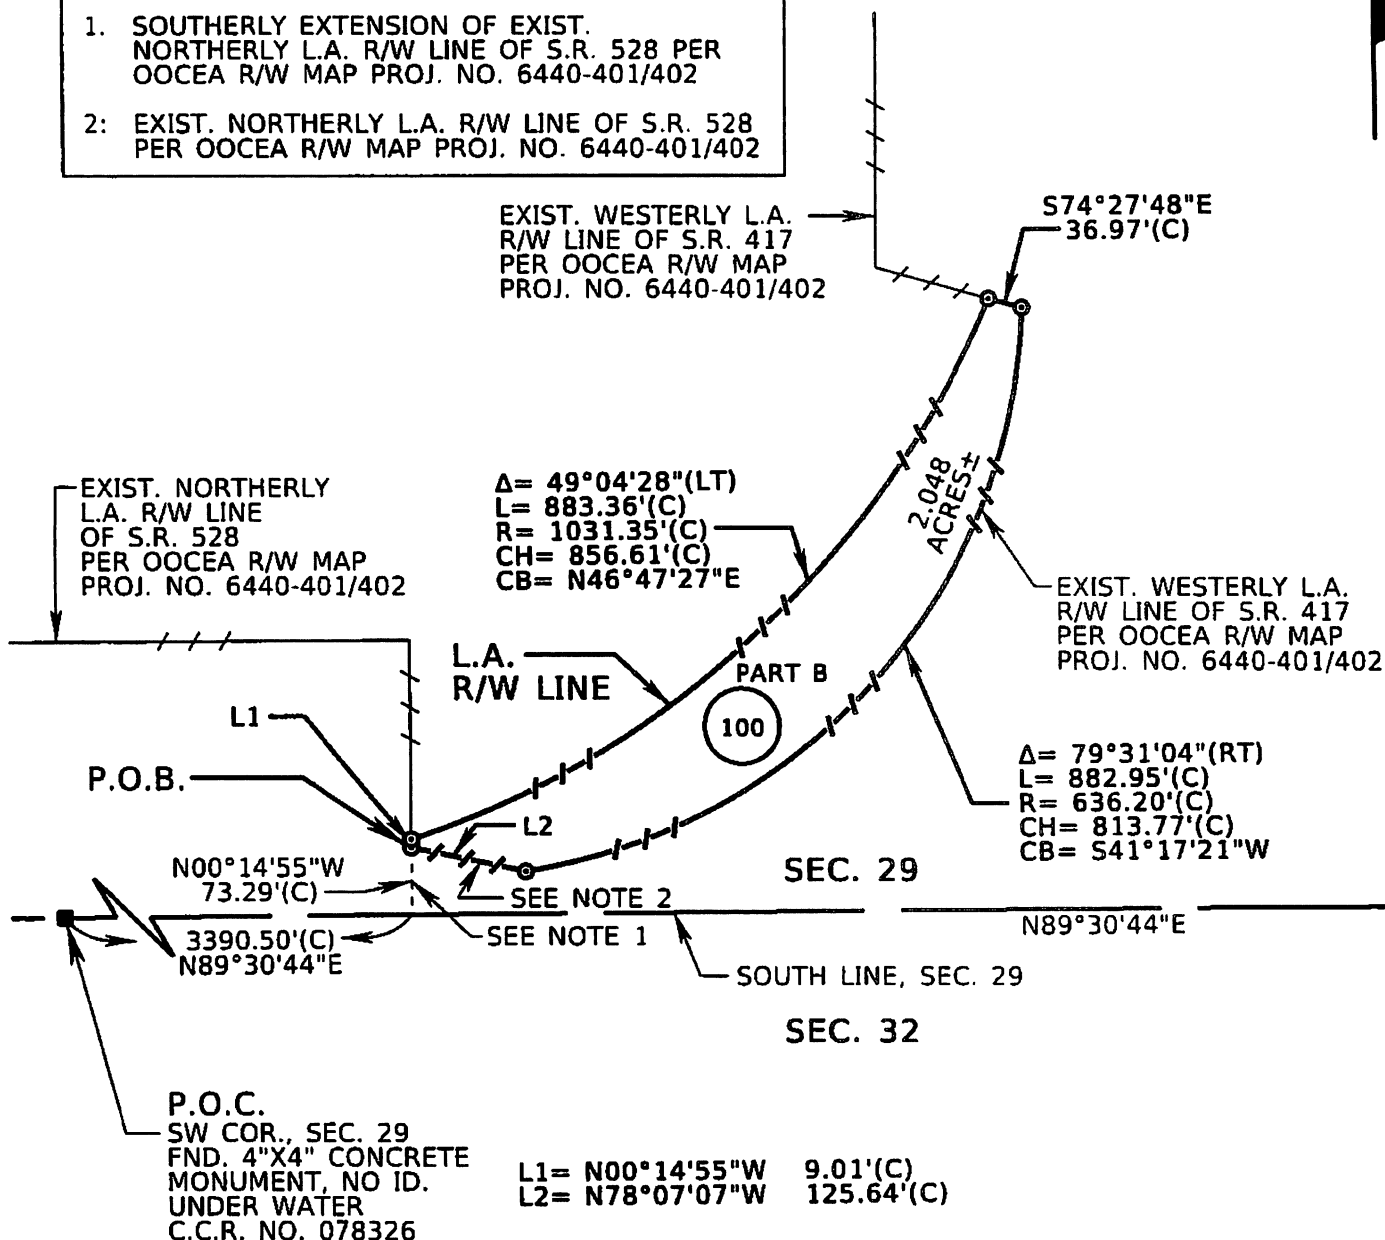 1. SOUTHERLY EXTENSION OF EXIST.
NORTHERLY L.A. R/W LINE OF S.R. 528 PER
OOCEA R/W MAP PROJ. NO. 6440-401/402
2: EXIST. NORTHERLY L.A. R/W LINE OF S.R. 528
PER OOCEA R/W MAP PROJ. NO. 6440-401/402
EXIST. WESTERLY L.A.
R/W LINE OF S.R. 417
PER OOCEA R/W MAP
PROJ. NO. 6440-401/402
S74°27'48"E
36.97'(C)
EXIST. NORTHERLY
L.A. R/W LINE
OF S.R. 528
PER OOCEA R/W MAP
PROJ. NO. 6440-401/402
Δ= 49°04'28"(LT)
L= 883.36'(C)
R= 1031.35'(C)
CH= 856.61'(C)
CB= N46°47'27"E
2.048
ACRES±
EXIST. WESTERLY L.A.
R/W LINE OF S.R. 417
PER OOCEA R/W MAP
PROJ. NO. 6440-401/402
L.A.
R/W LINE
PART B
100
L1
P.O.B.
L2
Δ= 79°31'04"(RT)
L= 882.95'(C)
R= 636.20'(C)
CH= 813.77'(C)
CB= S41°17'21"W
N00°14'55"W
73.29'(C)
SEE NOTE 2
SEC. 29
3390.50'(C)
N89°30'44"E
SEE NOTE 1
N89°30'44"E
SOUTH LINE, SEC. 29
SEC. 32
P.O.C.
SW COR., SEC. 29
FND. 4"X4" CONCRETE
MONUMENT, NO ID.
UNDER WATER
C.C.R. NO. 078326
L1= N00°14'55"W 9.01'(C)
L2= N78°07'07"W 125.64'(C)